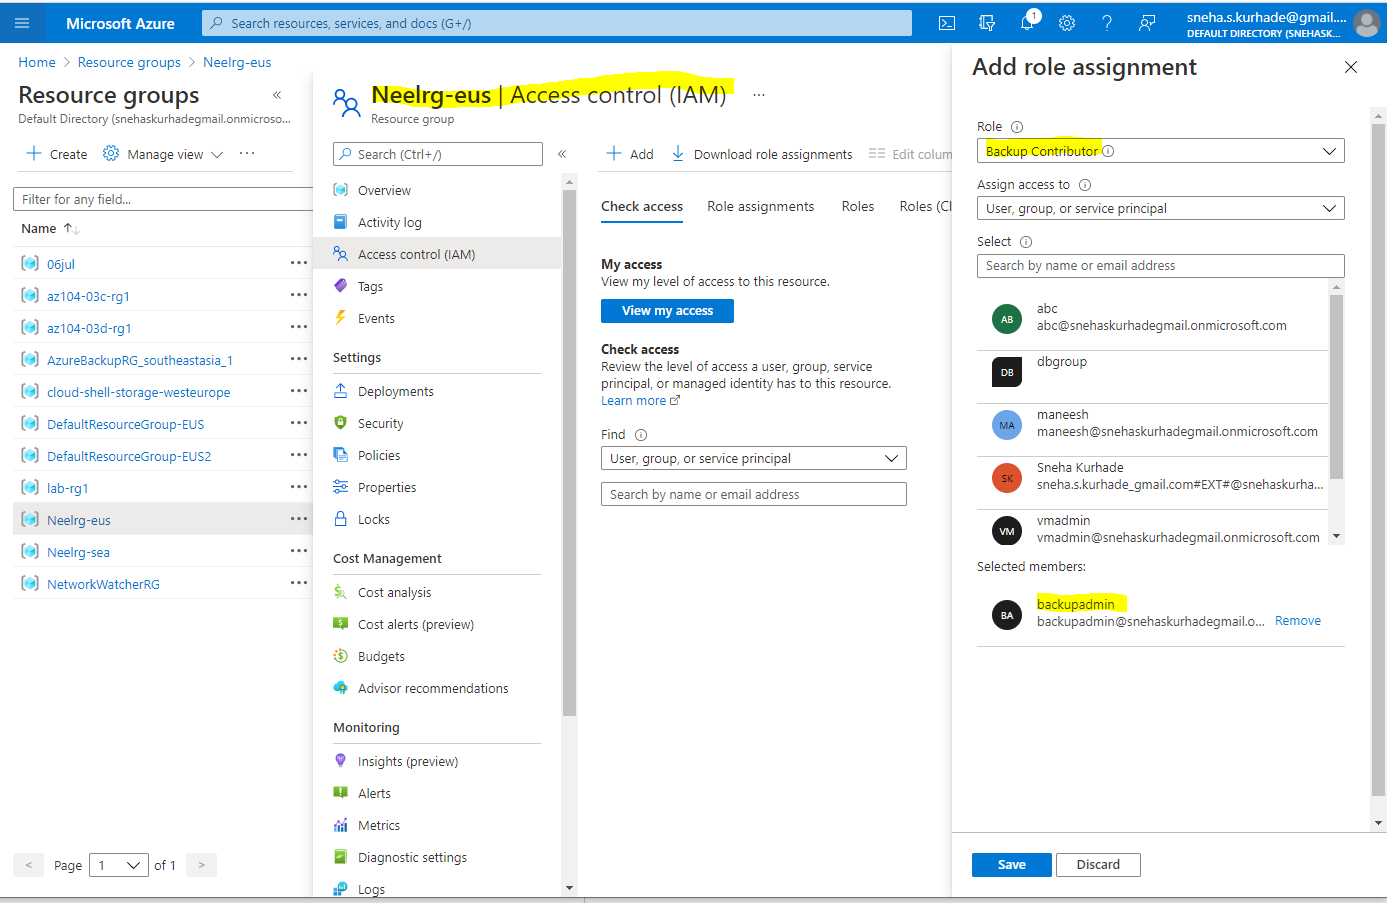 Microsoft Azure
Search resources, services, and docs (G+/)
1
sneha.s.kurhade@gmail....
DEFAULT DIRECTORY (SNEHASK...
Home > Resource groups > Neelrg-eus
Resource groups
«
Default Directory (snehaskurhadegmail.onmicroso...
Create
Manage view
...
Filter for any field...
Name ↑↓
06jul
...
az104-03c-rg1
...
az104-03d-rg1
...
AzureBackupRG_southeastasia_1
...
cloud-shell-storage-westeurope
...
DefaultResourceGroup-EUS
...
DefaultResourceGroup-EUS2
...
lab-rg1
...
Neelrg-eus
...
Neelrg-sea
...
NetworkWatcherRG
...
< Page 1 of 1 >
Neelrg-eus | Access control (IAM)
...
Resource group
Search (Ctrl+/)
«
Overview
Activity log
Access control (IAM)
Tags
Events
Settings
Deployments
Security
Policies
Properties
Locks
Cost Management
Cost analysis
Cost alerts (preview)
Budgets
Advisor recommendations
Monitoring
Insights (preview)
Alerts
Metrics
Diagnostic settings
Logs
+ Add
Download role assignments
Edit colum
Check access
Role assignments
Roles
Roles (Cl
My access
View my level of access to this resource.
View my access
Check access
Review the level of access a user, group, service
principal, or managed identity has to this resource.
Learn more
Find
User, group, or service principal
Search by name or email address
Add role assignment
Role
Backup Contributor
Assign access to
User, group, or service principal
Select
Search by name or email address
AB
abc
abc@snehaskurhadegmail.onmicrosoft.com
DB
dbgroup
MA
maneesh
maneesh@snehaskurhadegmail.onmicrosoft.com
SK
Sneha Kurhade
sneha.s.kurhade_gmail.com#EXT#@snehaskurha...
VM
vmadmin
vmadmin@snehaskurhadegmail.onmicrosoft.com
Selected members:
BA
backupadmin
backupadmin@snehaskurhadegmail.o...
Remove
Save
Discard